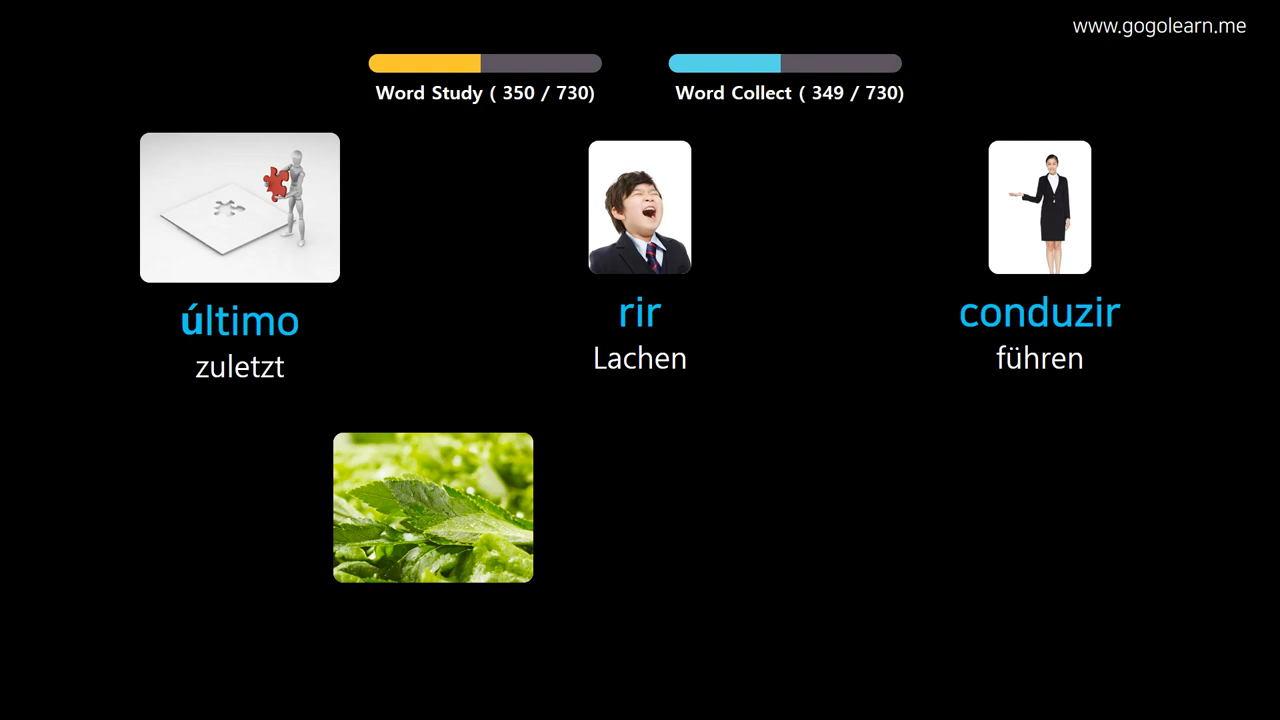 www.gogolearn.me
Word Study ( 350 / 730)
Word Collect ( 349 / 730)
último
zuletzt
rir
Lachen
conduzir
führen